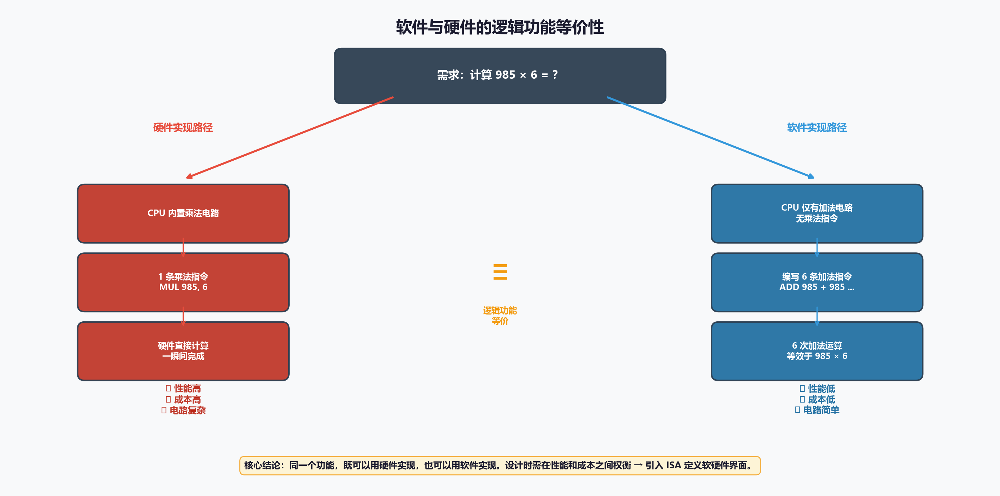 软件与硬件的逻辑功能等价性
需求：计算 985 × 6 = ?
硬件实现路径
软件实现路径
CPU 内置乘法电路
1 条乘法指令
MUL 985, 6
硬件直接计算
一瞬间完成
性能高
成本高
电路复杂
≡
逻辑功能
等价
CPU 仅有加法电路
无乘法指令
编写 6 条加法指令
ADD 985 + 985 ...
6 次加法运算
等效于 985 × 6
性能低
成本低
电路简单
核心结论：同一个功能，既可以用硬件实现，也可以用软件实现。设计时需在性能和成本之间权衡 → 引入 ISA 定义软硬件界面。